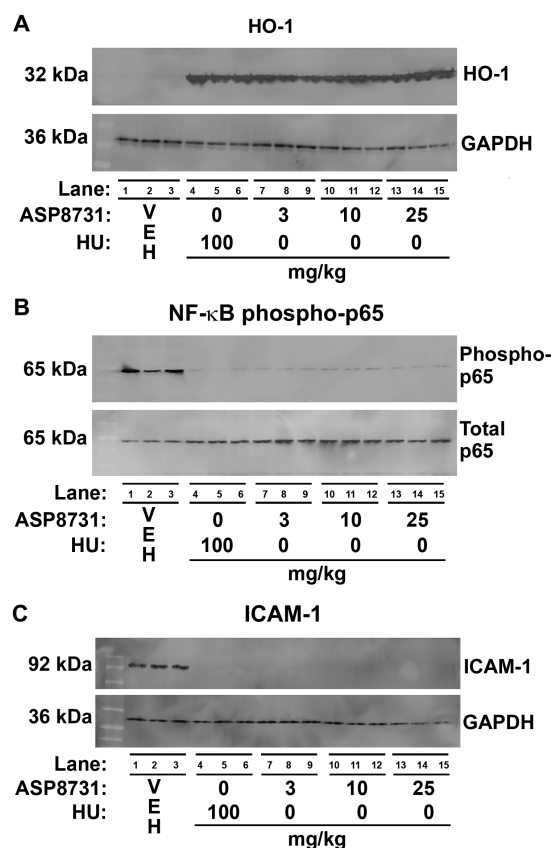 A
HO-1
32 kDa
HO-1
36 kDa
GAPDH
Lane: 1 2 3 4 5 6 7 8 9 10 11 12 13 14 15
ASP8731: V 0 3 10 25
E
HU: H 100 0 0 0
mg/kg
B
NF-κB phospho-p65
65 kDa
Phospho-
p65
65 kDa
Total
p65
Lane: 1 2 3 4 5 6 7 8 9 10 11 12 13 14 15
ASP8731: V 0 3 10 25
E
HU: H 100 0 0 0
mg/kg
C
ICAM-1
92 kDa
ICAM-1
36 kDa
GAPDH
Lane: 1 2 3 4 5 6 7 8 9 10 11 12 13 14 15
ASP8731: V 0 3 10 25
E
HU: H 100 0 0 0
mg/kg